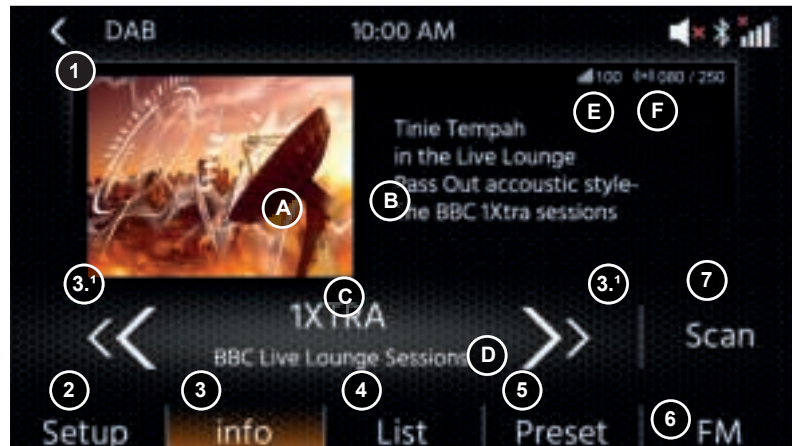 DAB 10:00 AM
1
100 080 / 250
E F
Tinie Tempah
in the Live Lounge
Pass Out accoustic style-
the BBC 1Xtra sessions
A B
3.¹ C 3.¹ 7
1XTRA
Scan
BBC Live Lounge Sessions D
2 3 4 5 6
Setup info List Preset FM